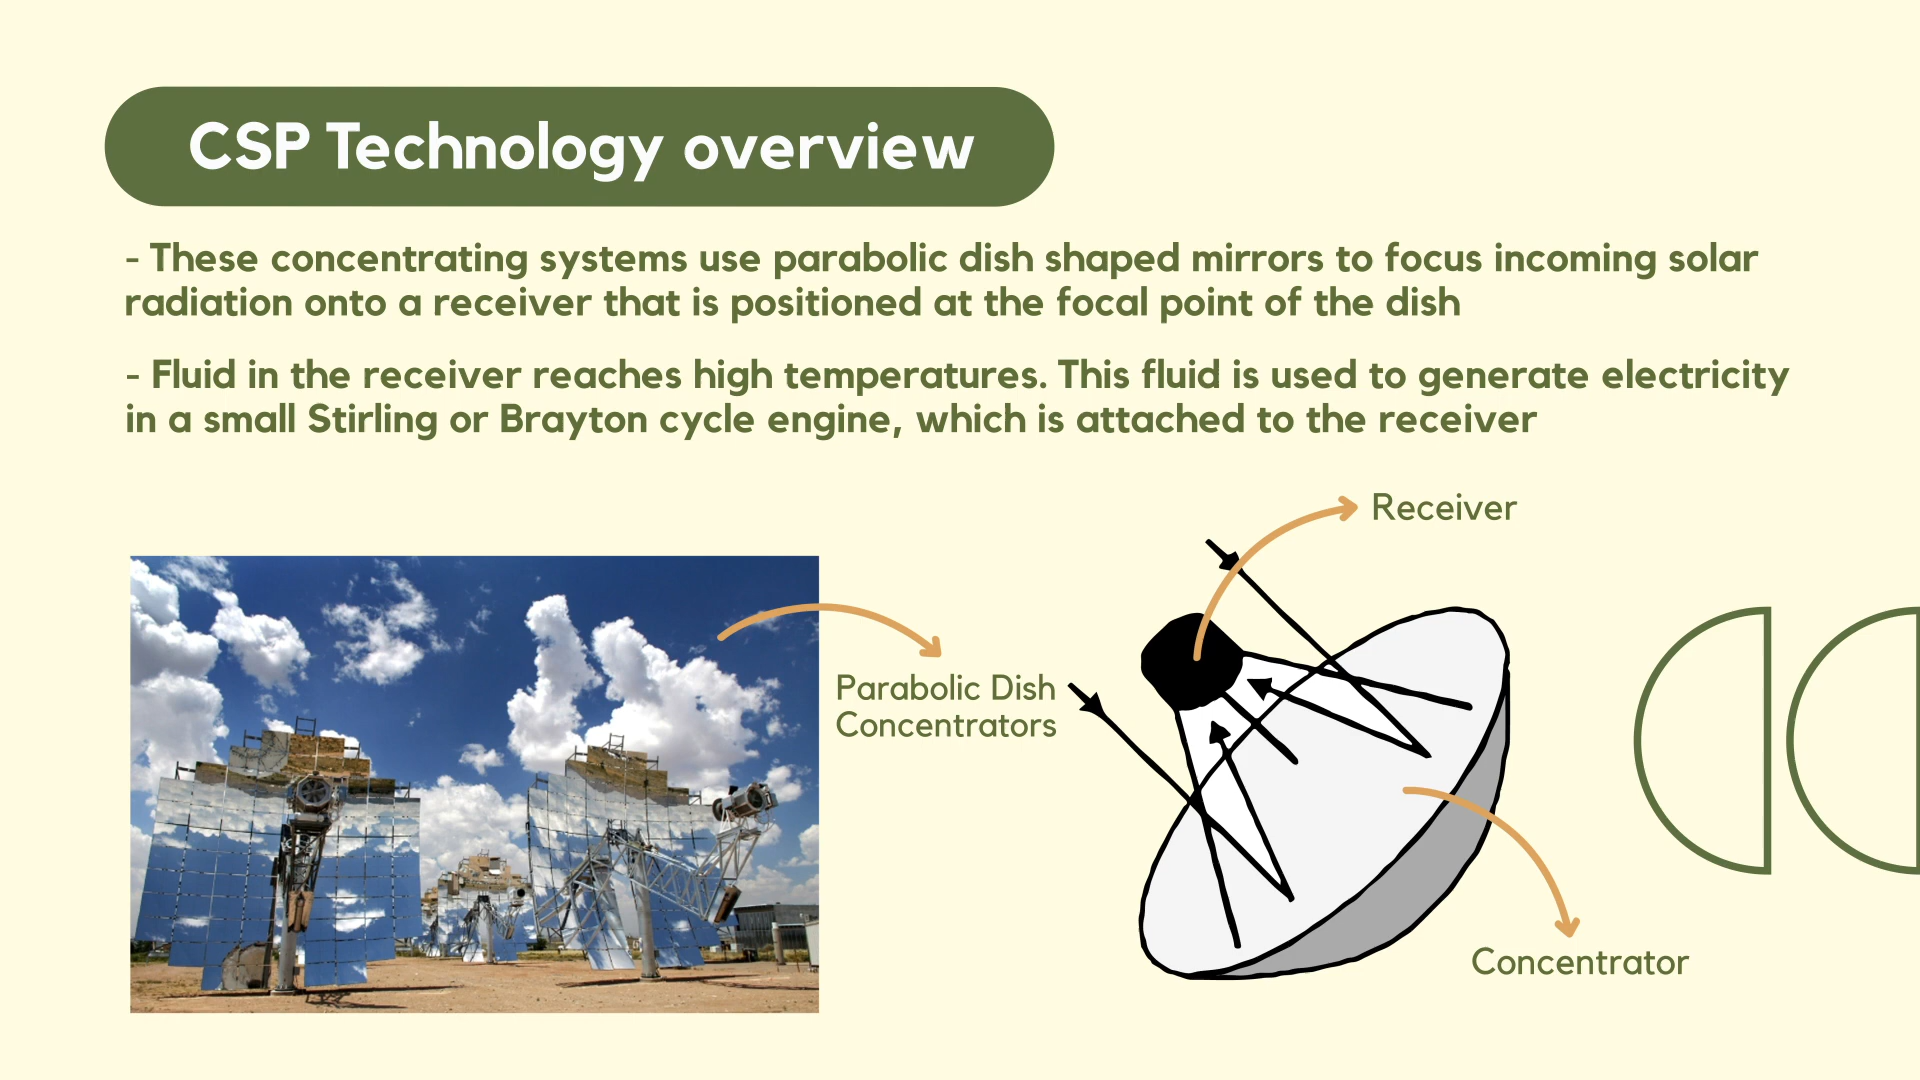 CSP Technology overview
- These concentrating systems use parabolic dish shaped mirrors to focus incoming solar
radiation onto a receiver that is positioned at the focal point of the dish
- Fluid in the receiver reaches high temperatures. This fluid is used to generate electricity
in a small Stirling or Brayton cycle engine, which is attached to the receiver
Receiver
Parabolic Dish
Concentrators
Concentrator